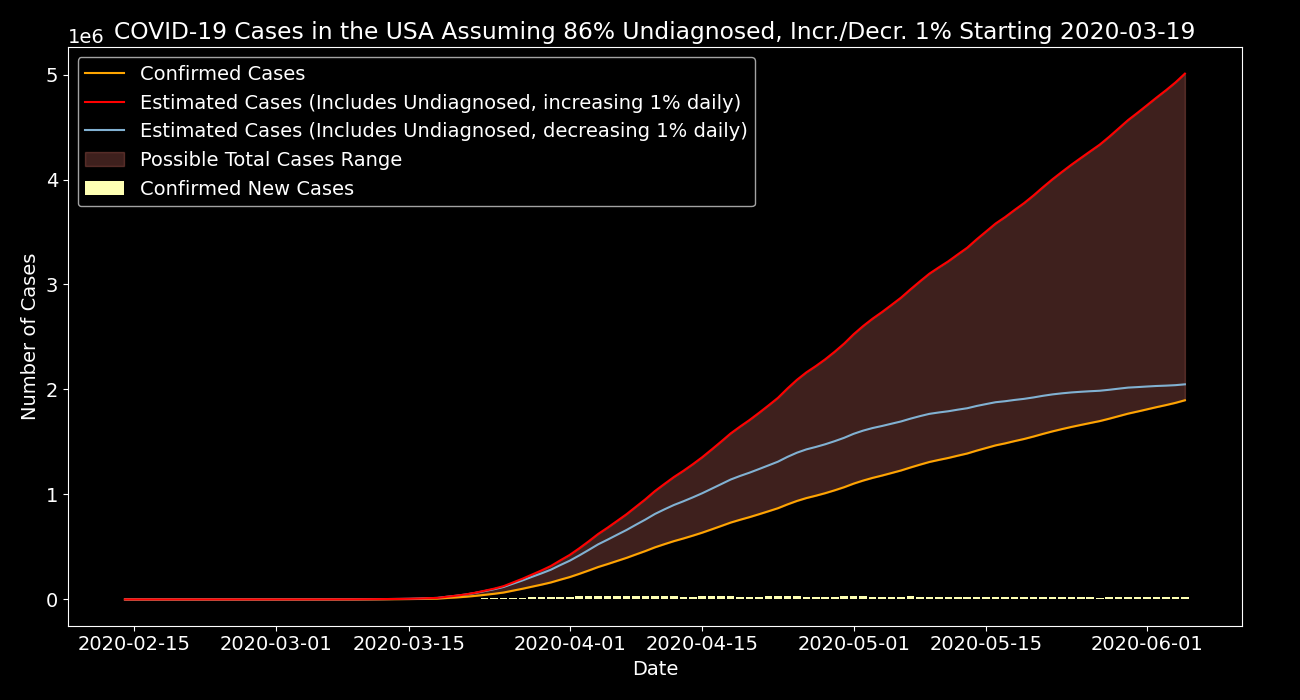 COVID-19 Cases in the USA Assuming 86% Undiagnosed, Incr./Decr. 1% Starting 2020-03-19
1e6
Confirmed Cases
Estimated Cases (Includes Undiagnosed, increasing 1% daily)
Estimated Cases (Includes Undiagnosed, decreasing 1% daily)
Possible Total Cases Range
Confirmed New Cases
5
4
3
2
1
0
Number of Cases
2020-02-15 2020-03-01 2020-03-15 2020-04-01 2020-04-15 2020-05-01 2020-05-15 2020-06-01
Date